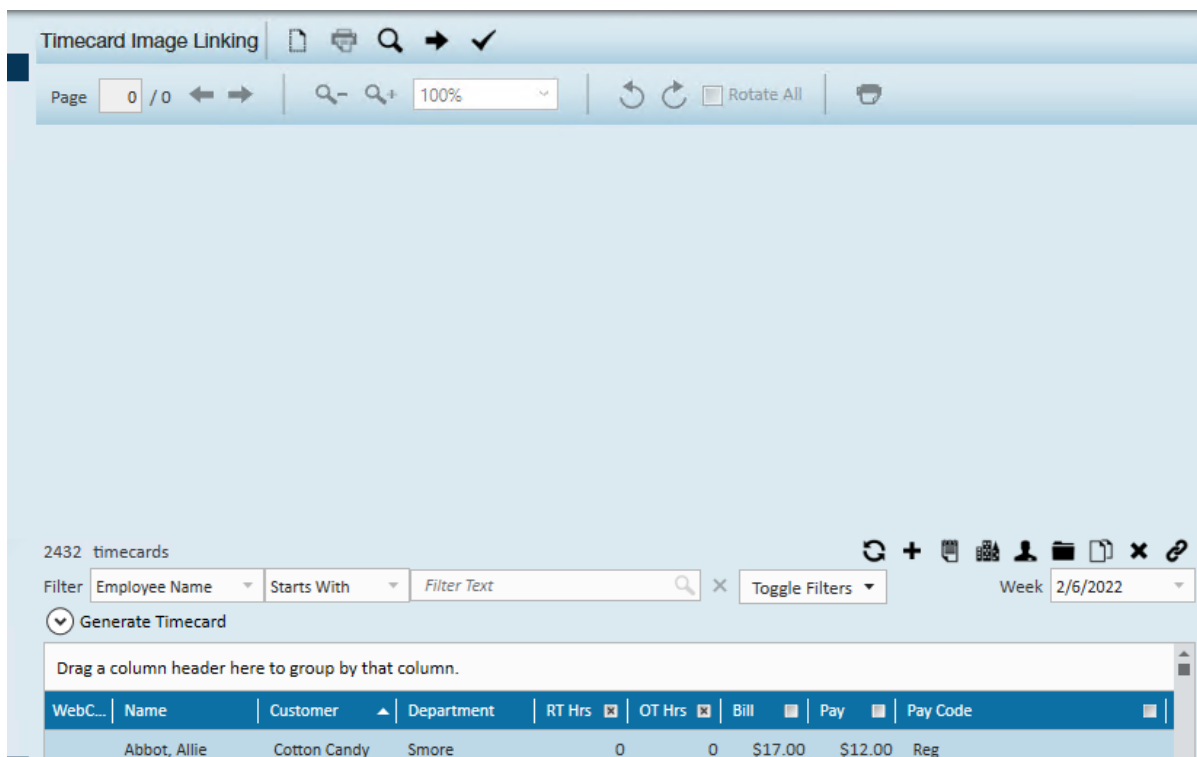 Timecard Image Linking
Page 0 / 0 100% Rotate All
2432 timecards
Filter Employee Name Starts With Filter Text Toggle Filters Week 2/6/2022
Generate Timecard
Drag a column header here to group by that column.
WebC... Name Customer Department RT Hrs OT Hrs Bill Pay Pay Code
Abbot, Allie Cotton Candy Smore 0 0 $17.00 $12.00 Reg